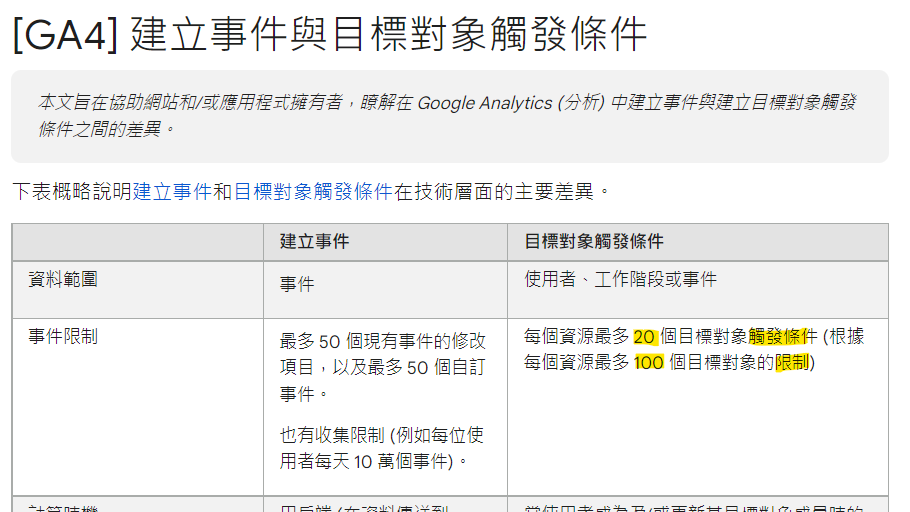 [GA4] 建立事件與目標對象觸發條件
本文旨在協助網站和/或應用程式擁有者，瞭解在 Google Analytics (分析) 中建立事件與建立目標對象觸發
條件之間的差異。
下表概略說明建立事件和目標對象觸發條件在技術層面的主要差異。
建立事件
目標對象觸發條件
資料範圍
事件
使用者、工作階段或事件
事件限制
最多 50 個現有事件的修改
項目，以及最多 50 個自訂
事件。
也有收集限制 (例如每位使
用者每天 10 萬個事件)。
每個資源最多 20 個目標對象觸發條件 (根據
每個資源最多 100 個目標對象的限制)